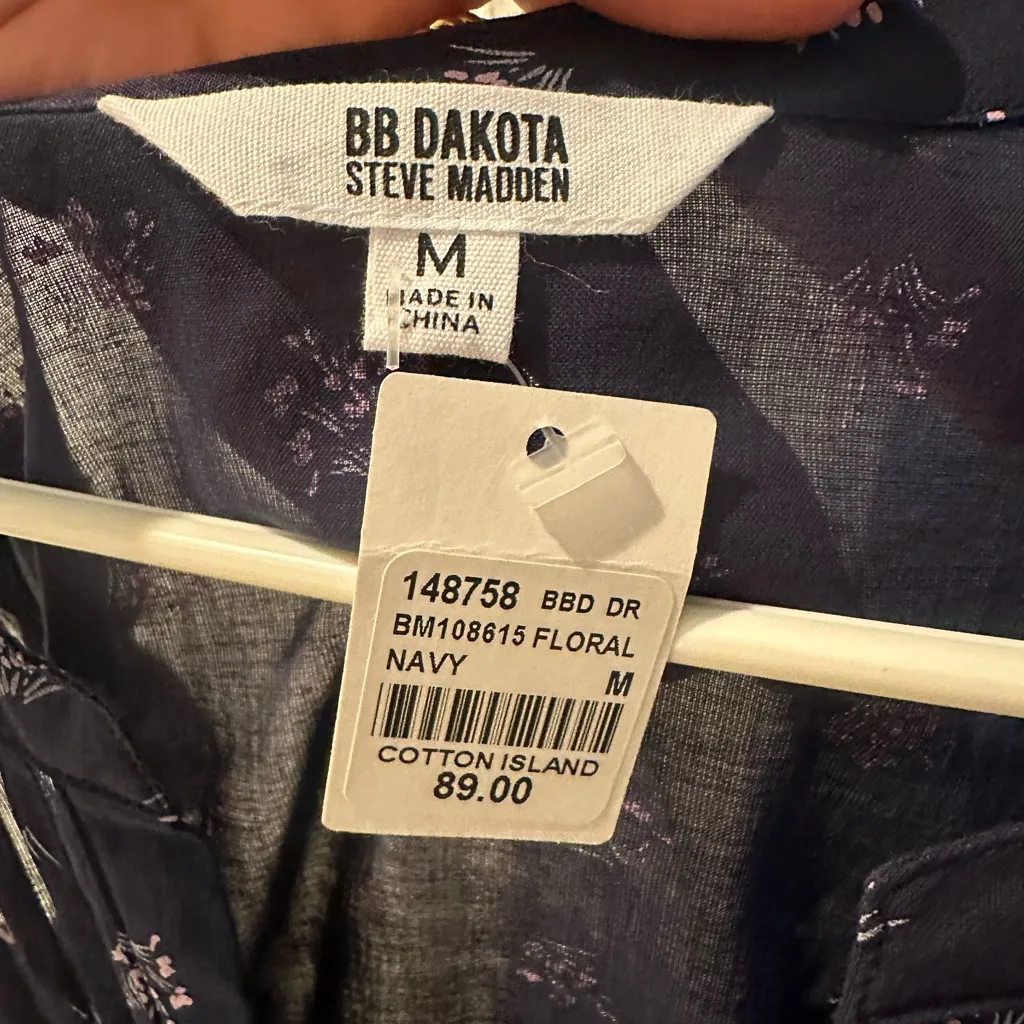 BB DAKOTA
STEVE MADDEN
M
MADE IN
CHINA
148758 BBD DR
BM108615 FLORAL
NAVY M
COTTON ISLAND
89.00